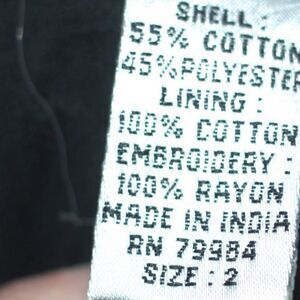 SHELL :
55% COTTON
45% POLYESTER
LINING :
100% COTTON
EMBROIDERY :
100% RAYON
MADE IN INDIA
RN 79984
SIZE : 2